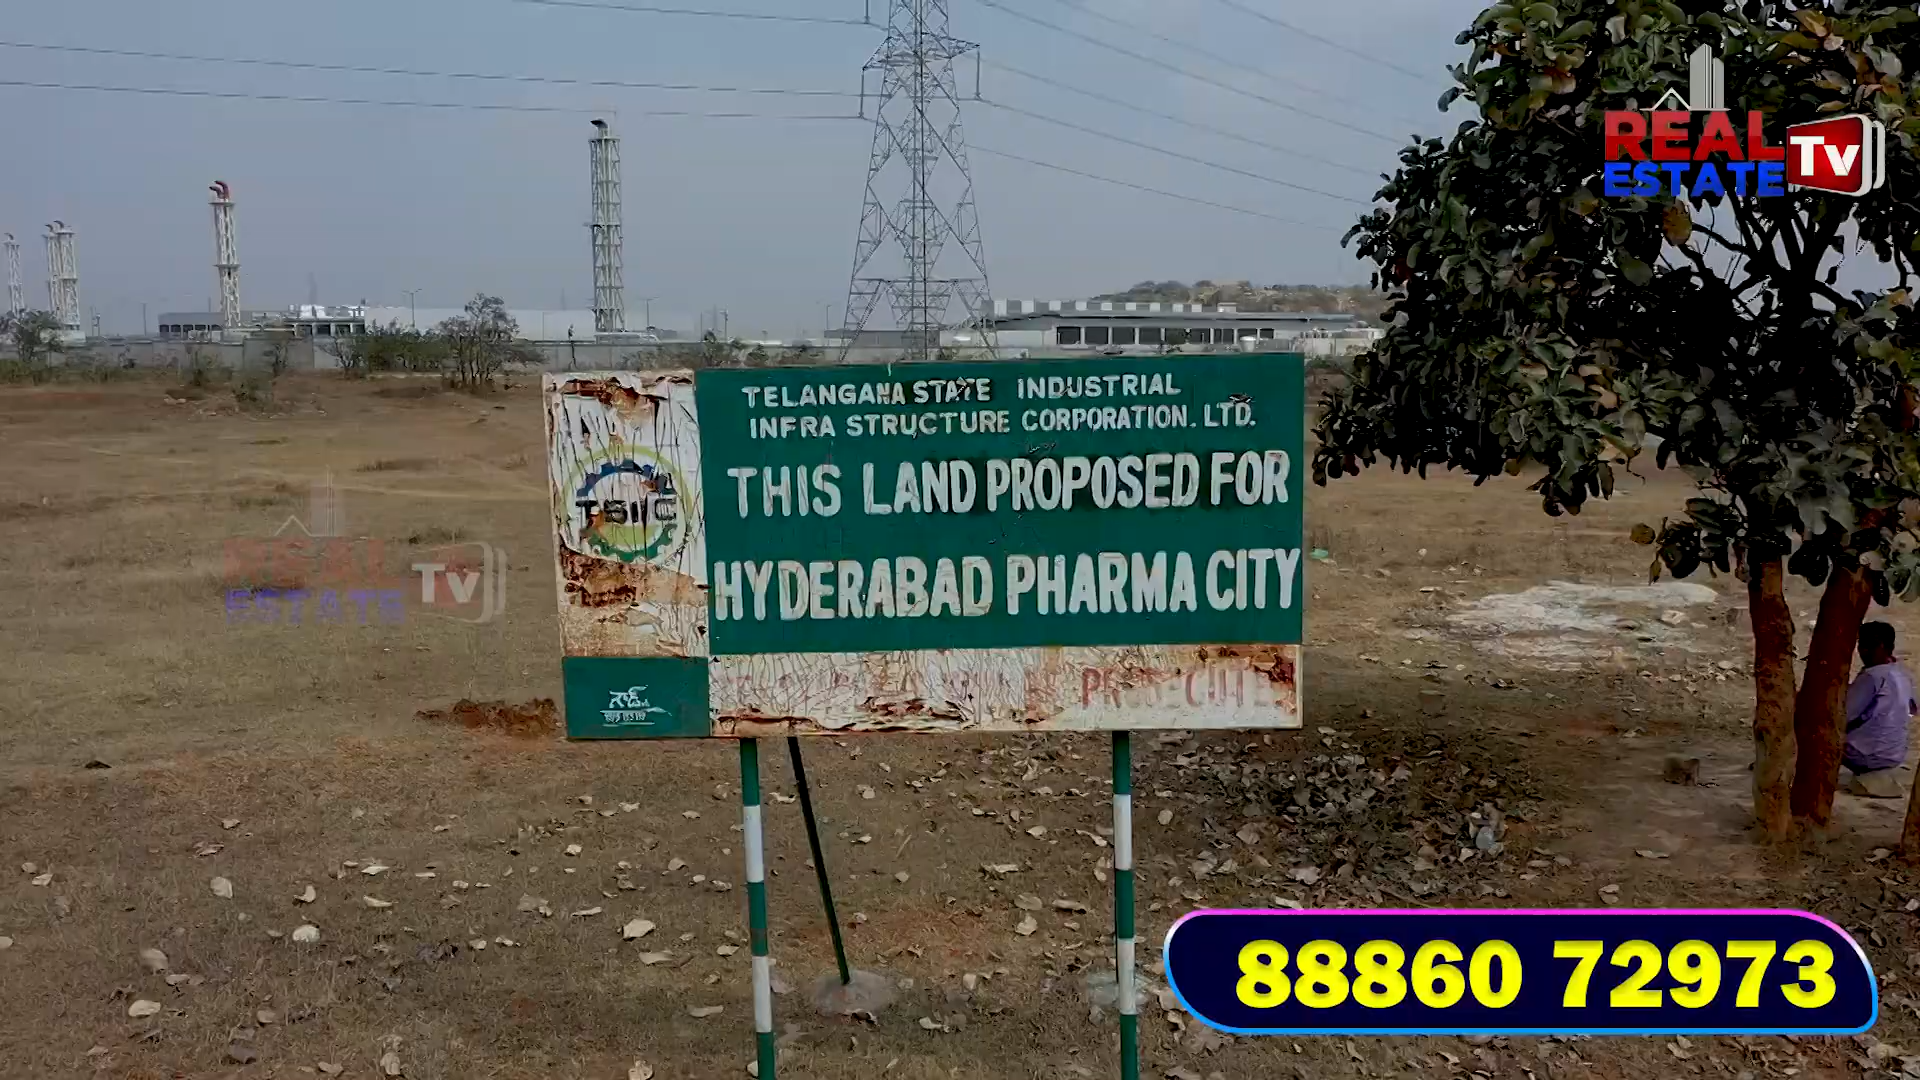 REAL
ESTATE
Tv
TELANGANA STATE INDUSTRIAL
INFRA STRUCTURE CORPORATION. LTD.
TSIIC
THIS LAND PROPOSED FOR
HYDERABAD PHARMA CITY
REAL
ESTATE
Tv
88860 72973